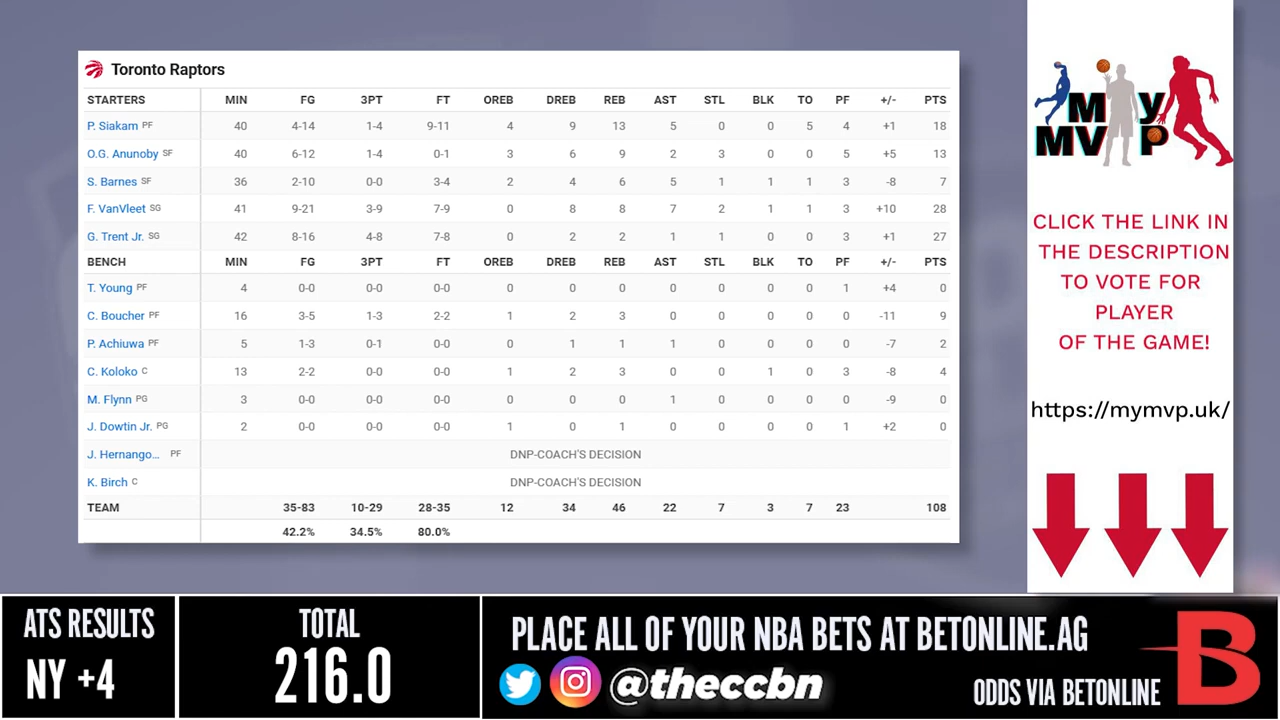 Toronto Raptors
STARTERS MIN FG 3PT FT OREB DREB REB AST STL BLK TO PF +/- PTS
P. Siakam PF 40 4-14 1-4 9-11 4 9 13 5 0 0 5 4 +1 18
O.G. Anunoby SF 40 6-12 1-4 0-1 3 6 9 2 3 0 0 5 +5 13
S. Barnes SF 36 2-10 0-0 3-4 2 4 6 5 1 1 1 3 -8 7
F. VanVleet SG 41 9-21 3-9 7-9 0 8 8 7 2 1 1 3 +10 28
G. Trent Jr. SG 42 8-16 4-8 7-8 0 2 2 1 1 0 0 3 +1 27
BENCH MIN FG 3PT FT OREB DREB REB AST STL BLK TO PF +/- PTS
T. Young PF 4 0-0 0-0 0-0 0 0 0 0 0 0 0 1 +4 0
C. Boucher PF 16 3-5 1-3 2-2 1 2 3 0 0 0 0 0 -11 9
P. Achiuwa PF 5 1-3 0-1 0-0 0 1 1 1 0 0 0 0 -7 2
C. Koloko C 13 2-2 0-0 0-0 1 2 3 0 0 1 0 3 -8 4
M. Flynn PG 3 0-0 0-0 0-0 0 0 0 1 0 0 0 0 -9 0
J. Dowtin Jr. PG 2 0-0 0-0 0-0 1 0 1 0 0 0 0 1 +2 0
J. Hernango... PF DNP-COACH'S DECISION
K. Birch C DNP-COACH'S DECISION
TEAM 35-83 10-29 28-35 12 34 46 22 7 3 7 23 108
42.2% 34.5% 80.0%
My
MVP
CLICK THE LINK IN
THE DESCRIPTION
TO VOTE FOR
PLAYER
OF THE GAME!
https://mymvp.uk/
ATS RESULTS
NY +4
TOTAL
216.0
PLACE ALL OF YOUR NBA BETS AT BETONLINE.AG
@theccbn
ODDS VIA BETONLINE
B